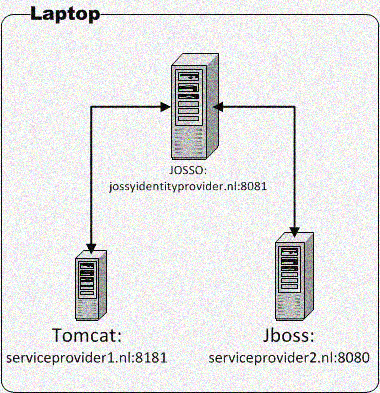 Laptop
JOSSO:
jossyidentityprovider.nl:8081
Tomcat:
serviceprovider1.nl:8181
Jboss:
serviceprovider2.nl:8080